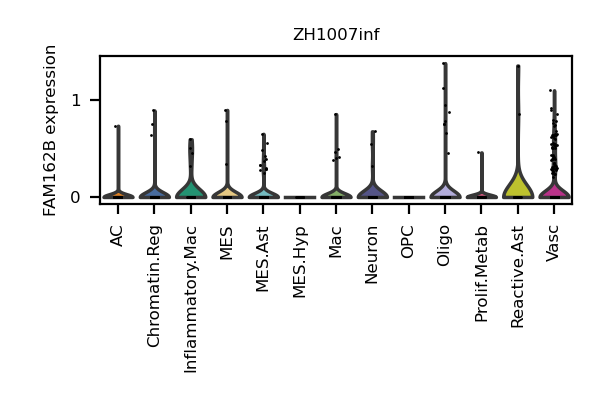 ZH1007inf
FAM162B expression
1
0
AC
Chromatin.Reg
Inflammatory.Mac
MES
MES.Ast
MES.Hyp
Mac
Neuron
OPC
Oligo
Prolif.Metab
Reactive.Ast
Vasc